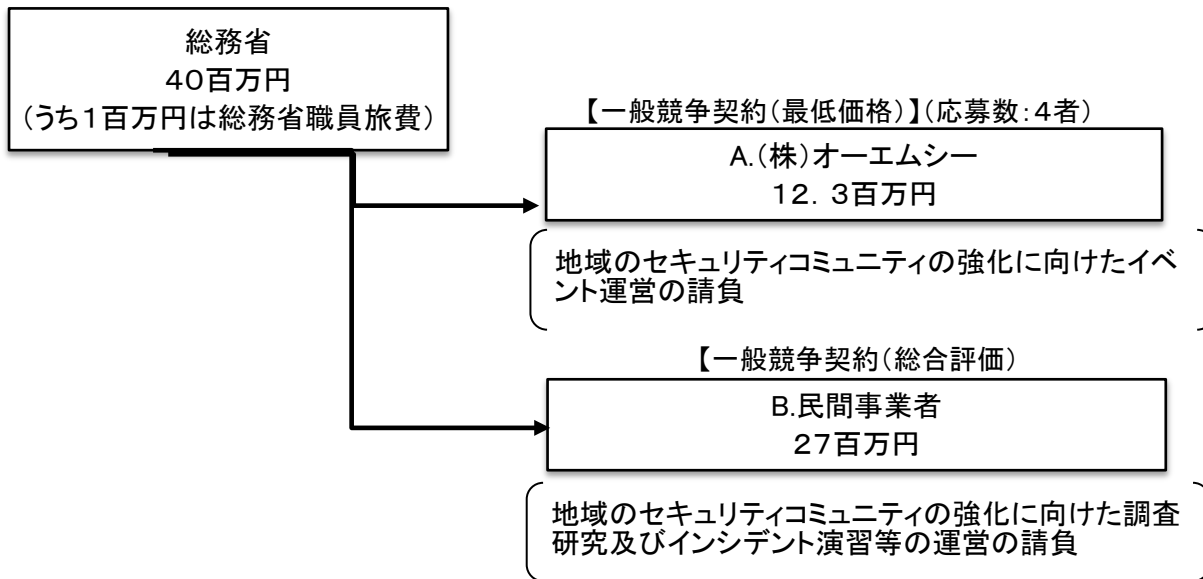 総務省
40百万円
(うち1百万円は総務省職員旅費)
【一般競争契約(最低価格)】(応募数:4者)
A.(株)オーエムシー
12.3百万円
地域のセキュリティコミュニティの強化に向けたイベ
ント運営の請負
【一般競争契約(総合評価)
B.民間事業者
27百万円
地域のセキュリティコミュニティの強化に向けた調査
研究及びインシデント演習等の運営の請負